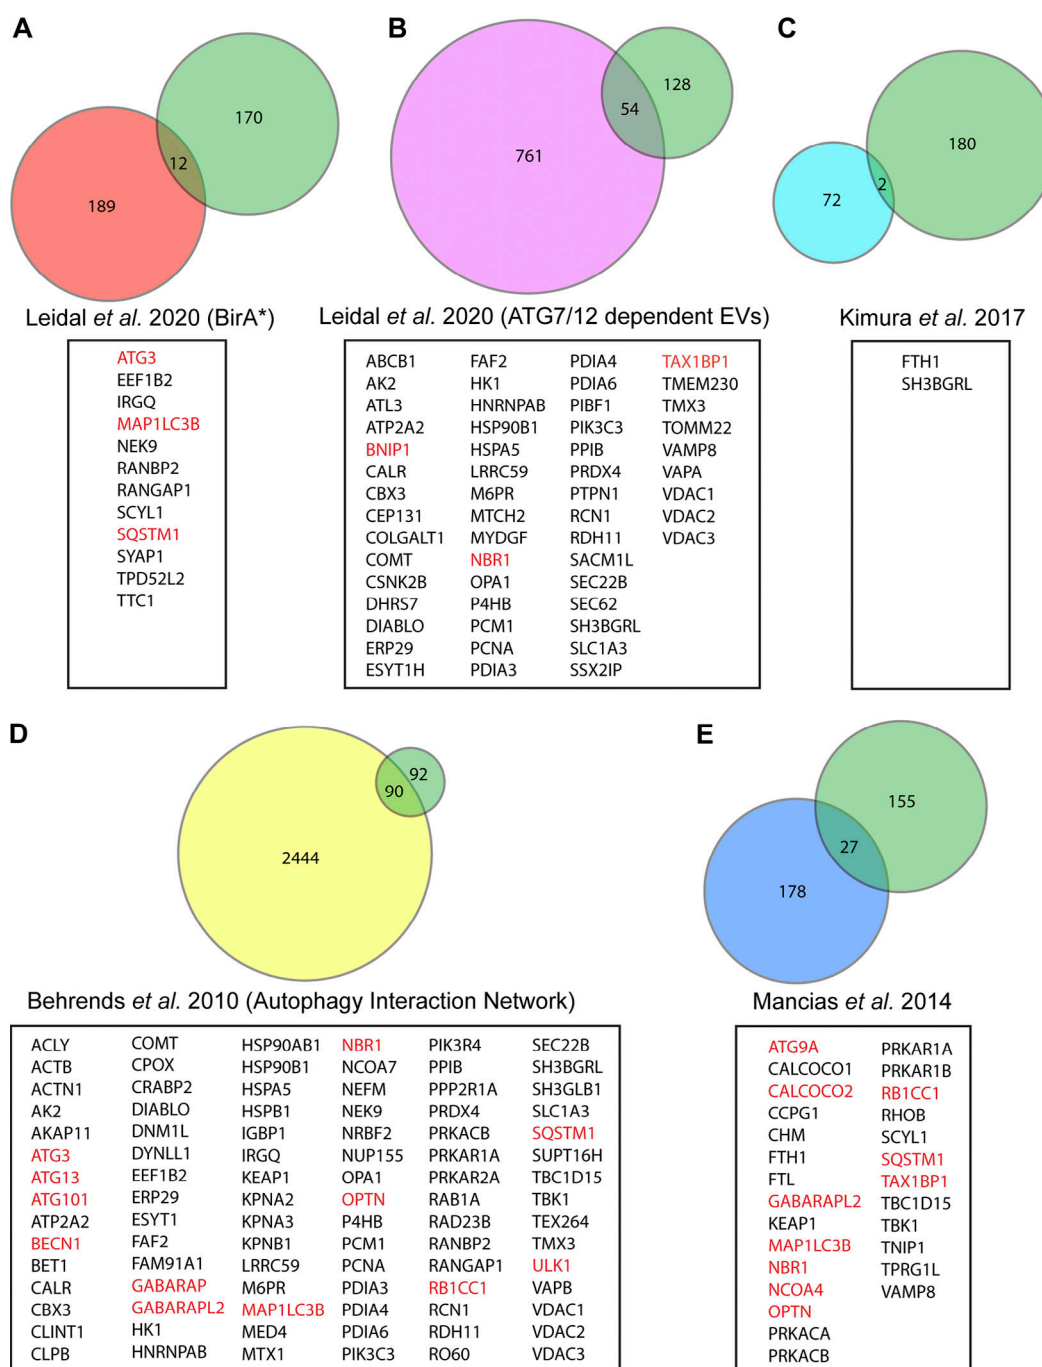 A
170
12
189
Leidal et al. 2020 (BirA*)
ATG3
EEF1B2
IRGQ
MAP1LC3B
NEK9
RANBP2
RANGAP1
SCYL1
SQSTM1
SYAP1
TPD52L2
TTC1
B
128
54
761
Leidal et al. 2020 (ATG7/12 dependent EVs)
ABCB1
AK2
ATL3
ATP2A2
BNIP1
CALR
CBX3
CEP131
COLGALT1
COMT
CSNK2B
DHRS7
DIABLO
ERP29
ESYT1H
FAF2
HK1
HNRNPAB
HSP90B1
HSPA5
LRRC59
M6PR
MTCH2
MYDGF
NBR1
OPA1
P4HB
PCM1
PCNA
PDIA3
PDIA4
PDIA6
PIBF1
PIK3C3
PPIB
PRDX4
PTPN1
RCN1
RDH11
SACM1L
SEC22B
SEC62
SH3BGRL
SLC1A3
SSX2IP
TAX1BP1
TMEM230
TMX3
TOMM22
VAMP8
VAPA
VDAC1
VDAC2
VDAC3
C
180
2
72
Kimura et al. 2017
FTH1
SH3BGRL
D
92
90
2444
Behrends et al. 2010 (Autophagy Interaction Network)
ACLY
ACTB
ACTN1
AK2
AKAP11
ATG3
ATG13
ATG101
ATP2A2
BECN1
BET1
CALR
CBX3
CLINT1
CLPB
COMT
CPOX
CRABP2
DIABLO
DNM1L
DYNLL1
EEF1B2
ERP29
ESYT1
FAF2
FAM91A1
GABARAP
GABARAPL2
HK1
HNRNPAB
HSP90AB1
HSP90B1
HSPA5
HSPB1
IGBP1
IRGQ
KEAP1
KPNA2
KPNA3
KPNB1
LRRC59
M6PR
MAP1LC3B
MED4
MTX1
NBR1
NCOA7
NEFM
NEK9
NRBF2
NUP155
OPA1
OPTN
P4HB
PCM1
PCNA
PDIA3
PDIA4
PDIA6
PIK3C3
PIK3R4
PPIB
PPP2R1A
PRDX4
PRKACB
PRKAR1A
PRKAR2A
RAB1A
RAD23B
RANBP2
RANGAP1
RB1CC1
RCN1
RDH11
RO60
SEC22B
SH3BGRL
SH3GLB1
SLC1A3
SQSTM1
SUPT16H
TBC1D15
TBK1
TEX264
TMX3
ULK1
VAPB
VDAC1
VDAC2
VDAC3
E
155
27
178
Mancias et al. 2014
ATG9A
CALCOCO1
CALCOCO2
CCPG1
CHM
FTH1
FTL
GABARAPL2
KEAP1
MAP1LC3B
NBR1
NCOA4
OPTN
PRKACA
PRKACB
PRKAR1A
PRKAR1B
RB1CC1
RHOB
SCYL1
SQSTM1
TAX1BP1
TBC1D15
TBK1
TNIP1
TPRG1L
VAMP8